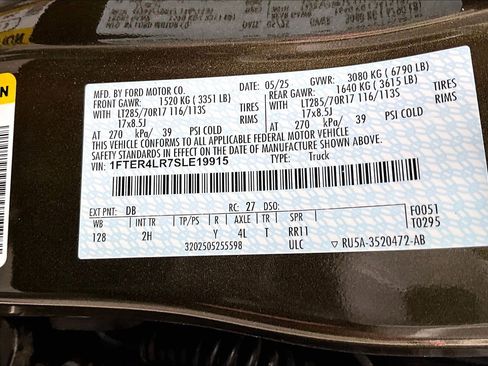 MFD. BY FORD MOTOR CO.
05/25 GVWR: 3080 KG ( 6790 LB)
FRONT GAWR: 1520 KG ( 3351 LB) REAR GAWR: 1640 KG ( 3615 LB)
WITH LT285/70R17 116/113S TIRES WITH LT285/70R17 116/113S TIRES
17x8.5J RIMS 17x8.5J RIMS
AT 270 kPa/ 39 PSI COLD AT 270 kPa/ 39 PSI COLD
THIS VEHICLE CONFORMS TO ALL APPLICABLE FEDERAL MOTOR VEHICLE
SAFETY AND THEFT PREVENTION STANDARDS IN EFFECT ON THE DATE OF MANUFACTURE SHOWN ABOVE.
VIN: 1FTER4LR7SLE19915
TYPE: Truck
EXT PNT: DB RC: 27 DSO:
F0051
WB INT TR TP/PS R AXLE TR SPR
T0295
128 2H Y 4L T RR11
3202505255598 ULC ▽ RU5A-3520472-AB
ON